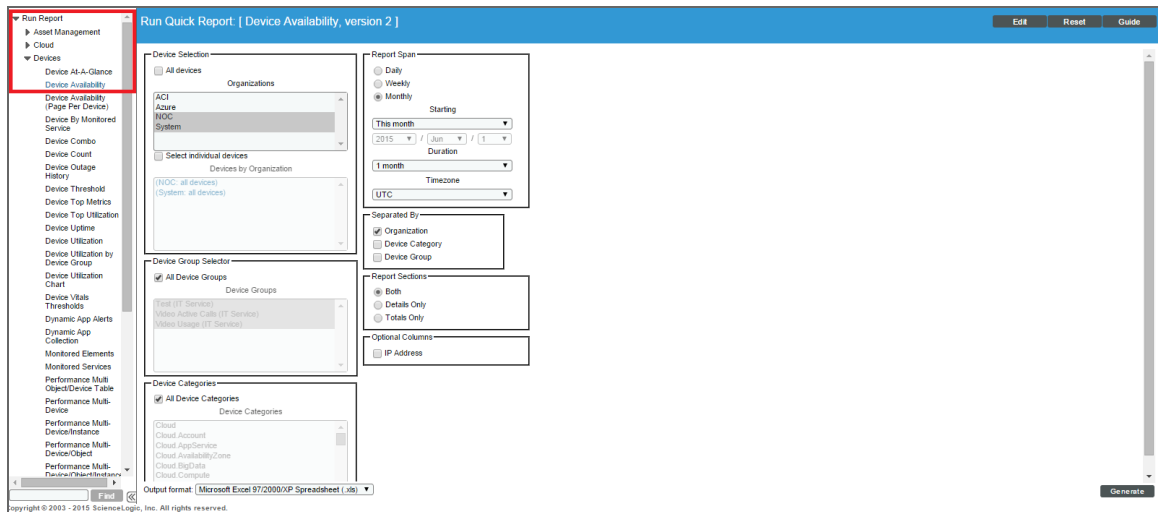 Run Report
Asset Management
Cloud
Devices
Device At-A-Glance
Device Availability
Device Availability
(Page Per Device)
Device By Monitored
Service
Device Combo
Device Count
Device Outage
History
Device Threshold
Device Top Metrics
Device Top Utilization
Device Uptime
Device Utilization
Device Utilization by
Device Group
Device Utilization
Chart
Device Vitals
Thresholds
Dynamic App Alerts
Dynamic App
Collection
Monitored Elements
Monitored Services
Performance Multi
Object/Device Table
Performance Multi-
Device
Performance Multi-
Device/Instance
Performance Multi-
Device/Object
Performance Multi-
Device/Object/Instance
Find
Run Quick Report: [ Device Availability, version 2 ]
Edit
Reset
Guide
Device Selection
All devices
Organizations
ACI
Azure
NOC
System
Select individual devices
Devices by Organization
(NOC: all devices)
(System: all devices)
Device Group Selector
All Device Groups
Device Groups
Test (IT Service)
Video Active Calls (IT Service)
Video Usage (IT Service)
Device Categories
All Device Categories
Device Categories
Cloud
Cloud.Account
Cloud.AppService
Cloud.AvailabilityZone
Cloud.BigData
Cloud.Compute
Report Span
Daily
Weekly
Monthly
Starting
This month
2015 / Jun / 1
Duration
1 month
Timezone
UTC
Separated By
Organization
Device Category
Device Group
Report Sections
Both
Details Only
Totals Only
Optional Columns
IP Address
Output format: Microsoft Excel 97/2000/XP Spreadsheet (.xls)
Generate
Copyright © 2003 - 2015 ScienceLogic, Inc. All rights reserved.